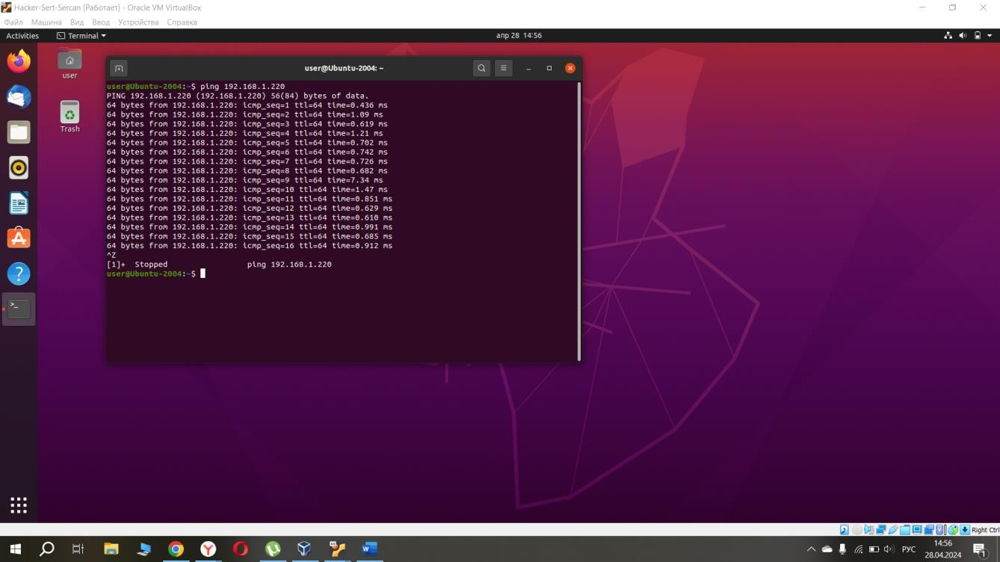 Hacker-Sert-Sercan [Работает] - Oracle VM VirtualBox
Файл Машина Вид Ввод Устройства Справка
Activities Terminal апр 28 14:56
user@Ubuntu-2004: ~
user
Trash
user@Ubuntu-2004:~$ ping 192.168.1.220
PING 192.168.1.220 (192.168.1.220) 56(84) bytes of data.
64 bytes from 192.168.1.220: icmp_seq=1 ttl=64 time=0.436 ms
64 bytes from 192.168.1.220: icmp_seq=2 ttl=64 time=1.09 ms
64 bytes from 192.168.1.220: icmp_seq=3 ttl=64 time=0.619 ms
64 bytes from 192.168.1.220: icmp_seq=4 ttl=64 time=1.21 ms
64 bytes from 192.168.1.220: icmp_seq=5 ttl=64 time=0.702 ms
64 bytes from 192.168.1.220: icmp_seq=6 ttl=64 time=0.742 ms
64 bytes from 192.168.1.220: icmp_seq=7 ttl=64 time=0.726 ms
64 bytes from 192.168.1.220: icmp_seq=8 ttl=64 time=0.682 ms
64 bytes from 192.168.1.220: icmp_seq=9 ttl=64 time=7.34 ms
64 bytes from 192.168.1.220: icmp_seq=10 ttl=64 time=1.47 ms
64 bytes from 192.168.1.220: icmp_seq=11 ttl=64 time=0.851 ms
64 bytes from 192.168.1.220: icmp_seq=12 ttl=64 time=0.629 ms
64 bytes from 192.168.1.220: icmp_seq=13 ttl=64 time=0.610 ms
64 bytes from 192.168.1.220: icmp_seq=14 ttl=64 time=0.991 ms
64 bytes from 192.168.1.220: icmp_seq=15 ttl=64 time=0.685 ms
64 bytes from 192.168.1.220: icmp_seq=16 ttl=64 time=0.912 ms
^Z
[1]+ Stopped ping 192.168.1.220
user@Ubuntu-2004:~$
Right Ctrl
РУС
14:56
28.04.2024
1